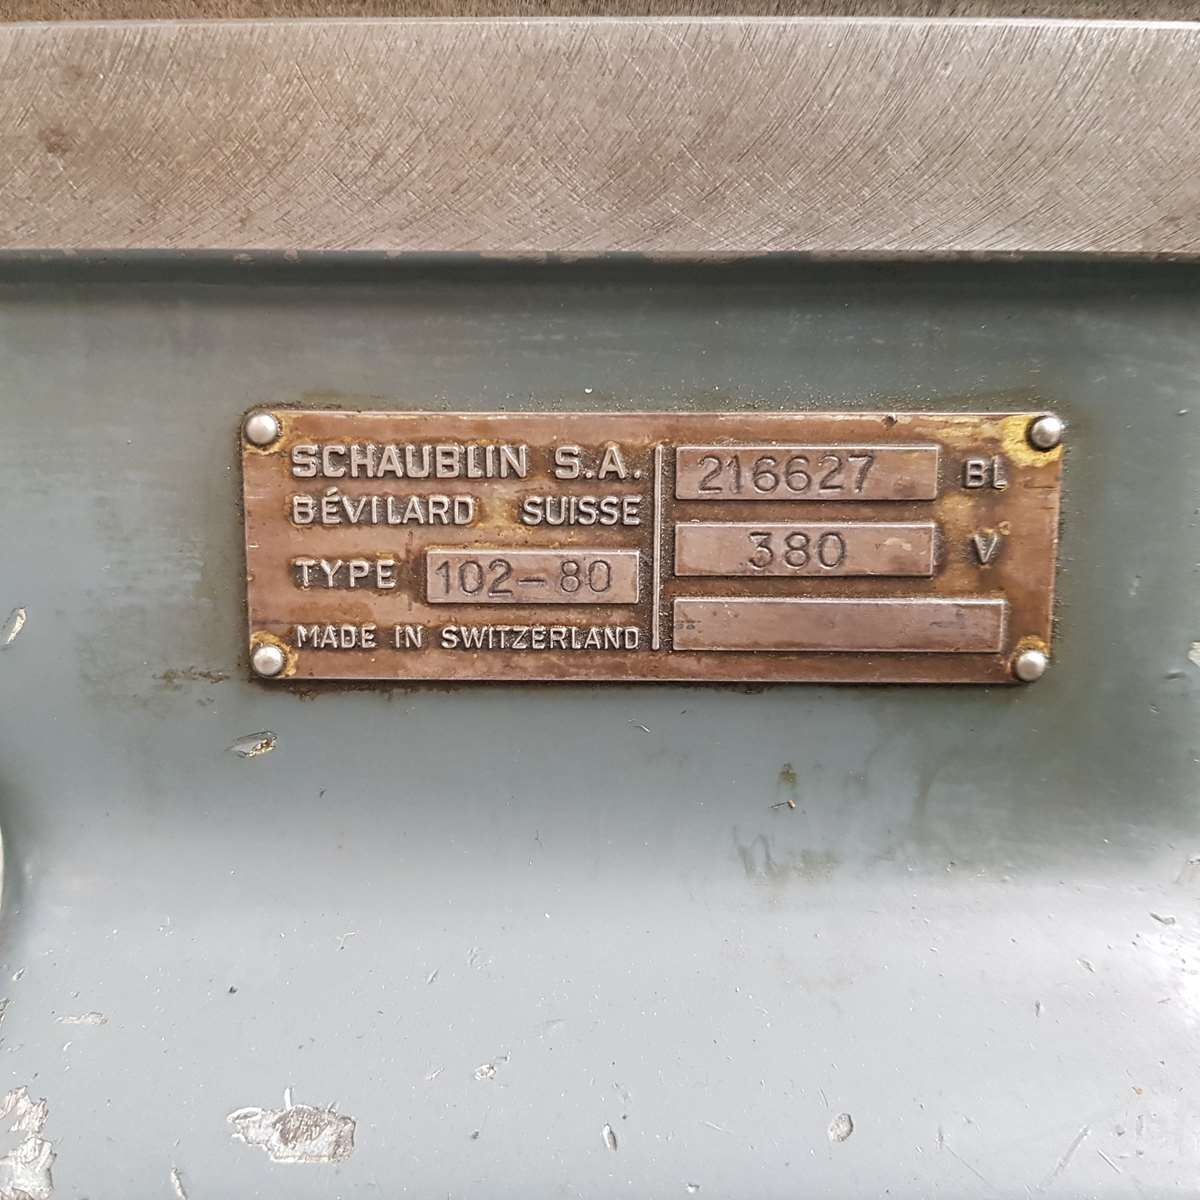 SCHAUBLIN S.A.
BÉVILARD SUISSE
TYPE 102-80
MADE IN SWITZERLAND
216627 BL
380 V